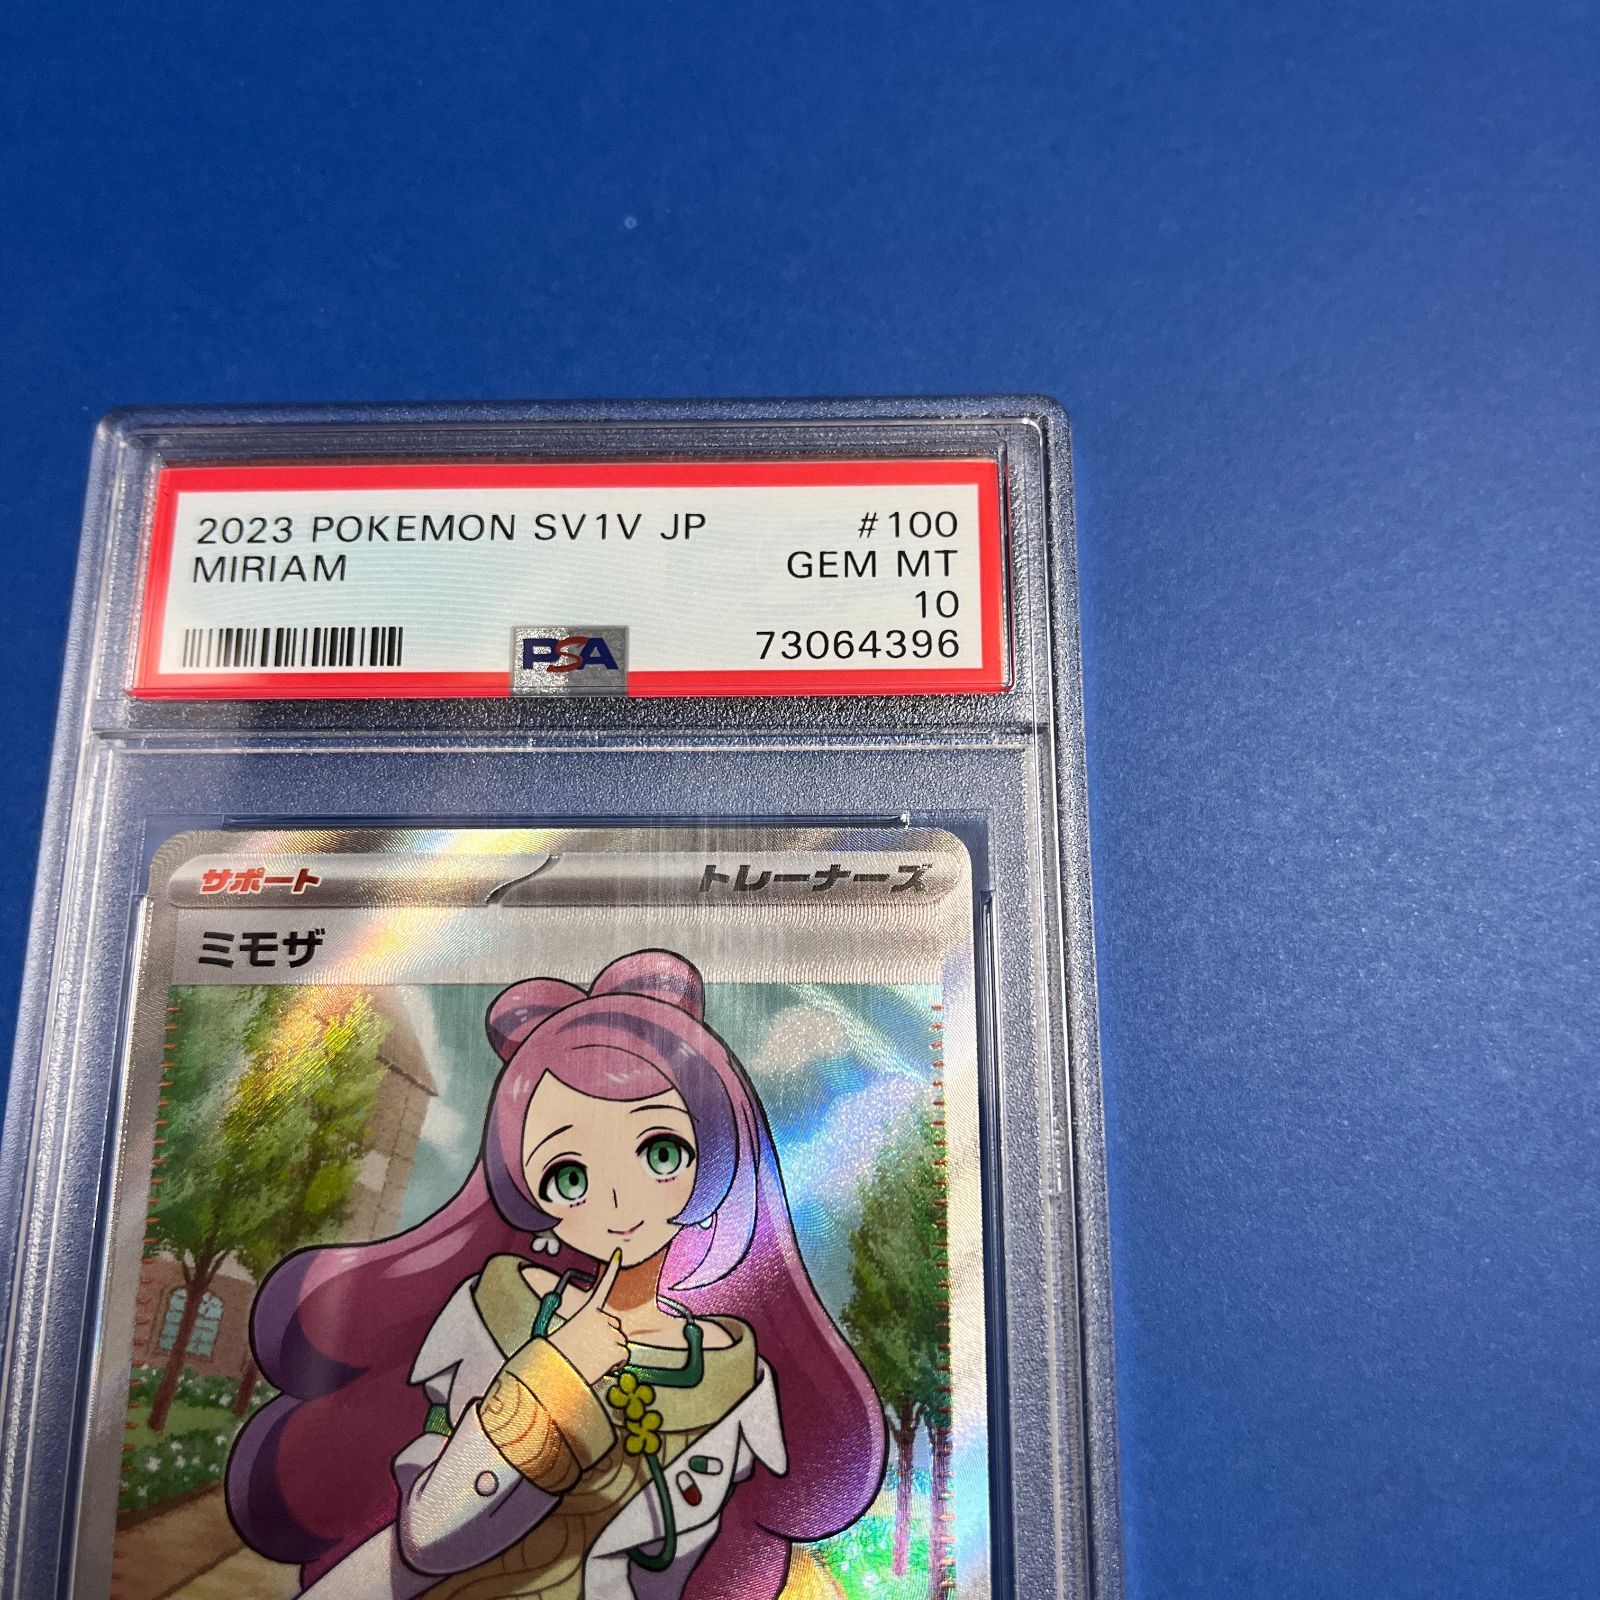 2023 POKEMON SV1V JP #100
MIRIAM GEM MT
10
PSA 73064396
サポート トレーナーズ
ミモザ